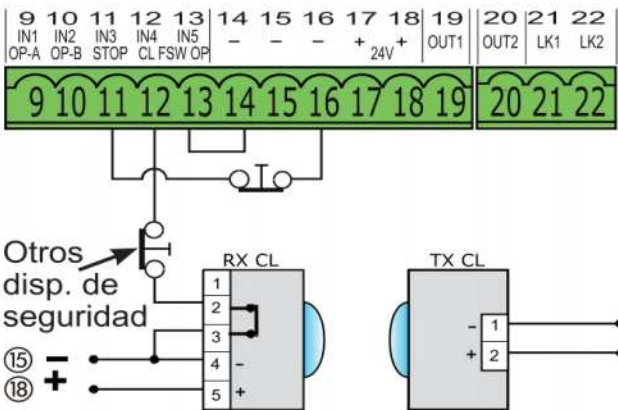 9 10 11 12 13 14 15 16 17 18 19 20 21 22
IN1 IN2 IN3 IN4 IN5 − − − + + OUT1 OUT2 LK1 LK2
OP-A OP-B STOP CL FSW OP 24V
9 10 11 12 13 14 15 16 17 18 19 20 21 22
Otros
disp. de
seguridad
RX CL
1
2
3
4 −
5 +
TX CL
− 1
+ 2
15 −
18 +